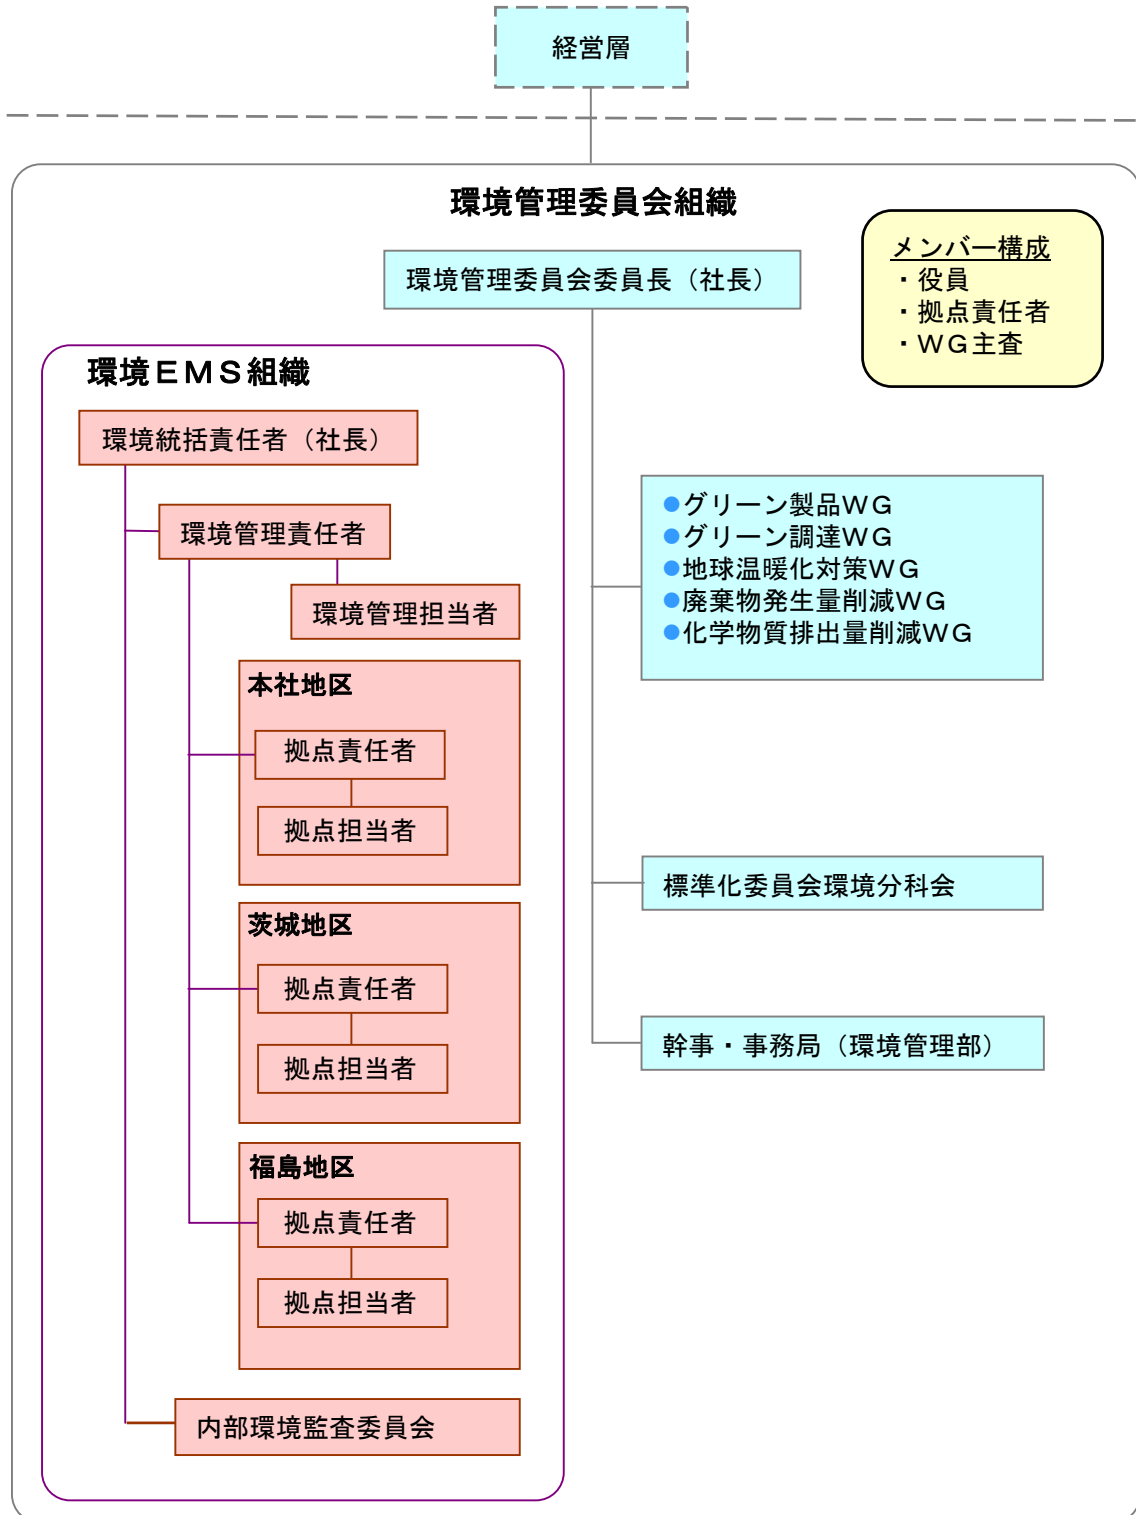 経営層
環境管理委員会組織
メンバー構成
・役員
・拠点責任者
・ＷＧ主査
環境管理委員会委員長（社長）
環境ＥＭＳ組織
環境統括責任者（社長）
環境管理責任者
環境管理担当者
本社地区
拠点責任者
拠点担当者
茨城地区
拠点責任者
拠点担当者
福島地区
拠点責任者
拠点担当者
内部環境監査委員会
●グリーン製品ＷＧ
●グリーン調達ＷＧ
●地球温暖化対策ＷＧ
●廃棄物発生量削減ＷＧ
●化学物質排出量削減ＷＧ
標準化委員会環境分科会
幹事・事務局（環境管理部）